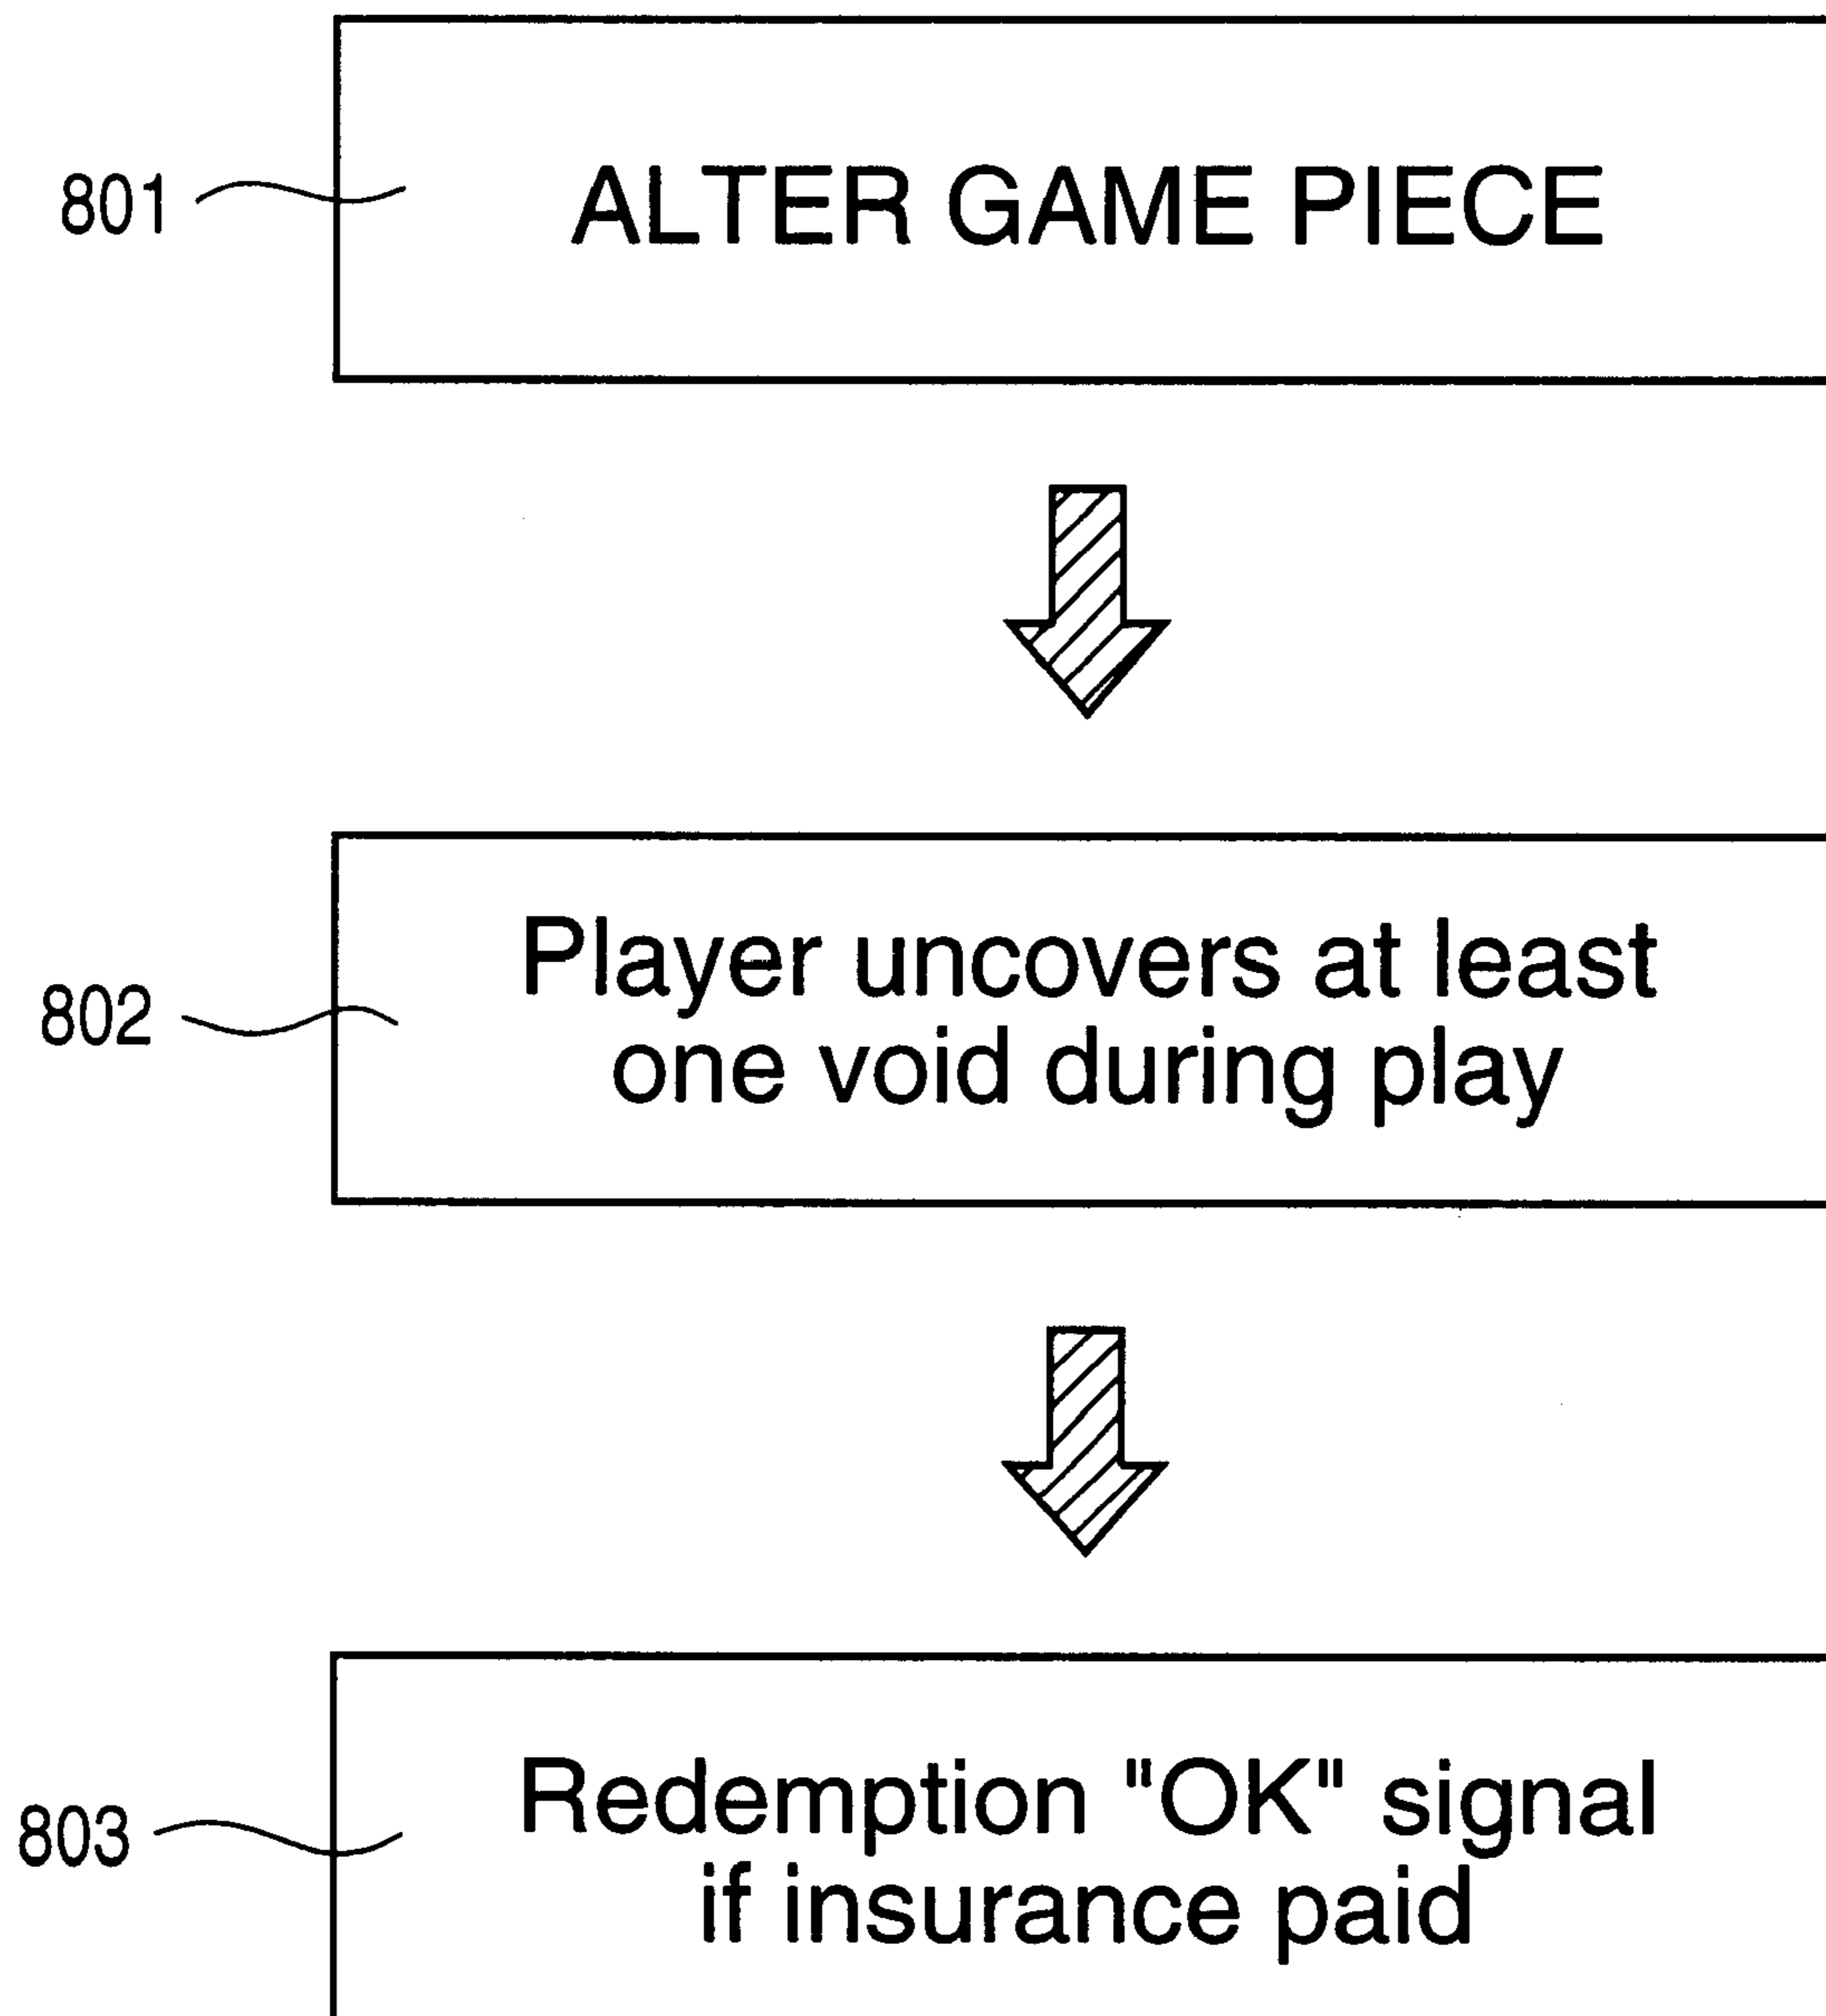 801
ALTER GAME PIECE
802
Player uncovers at least
one void during play
803
Redemption "OK" signal
if insurance paid